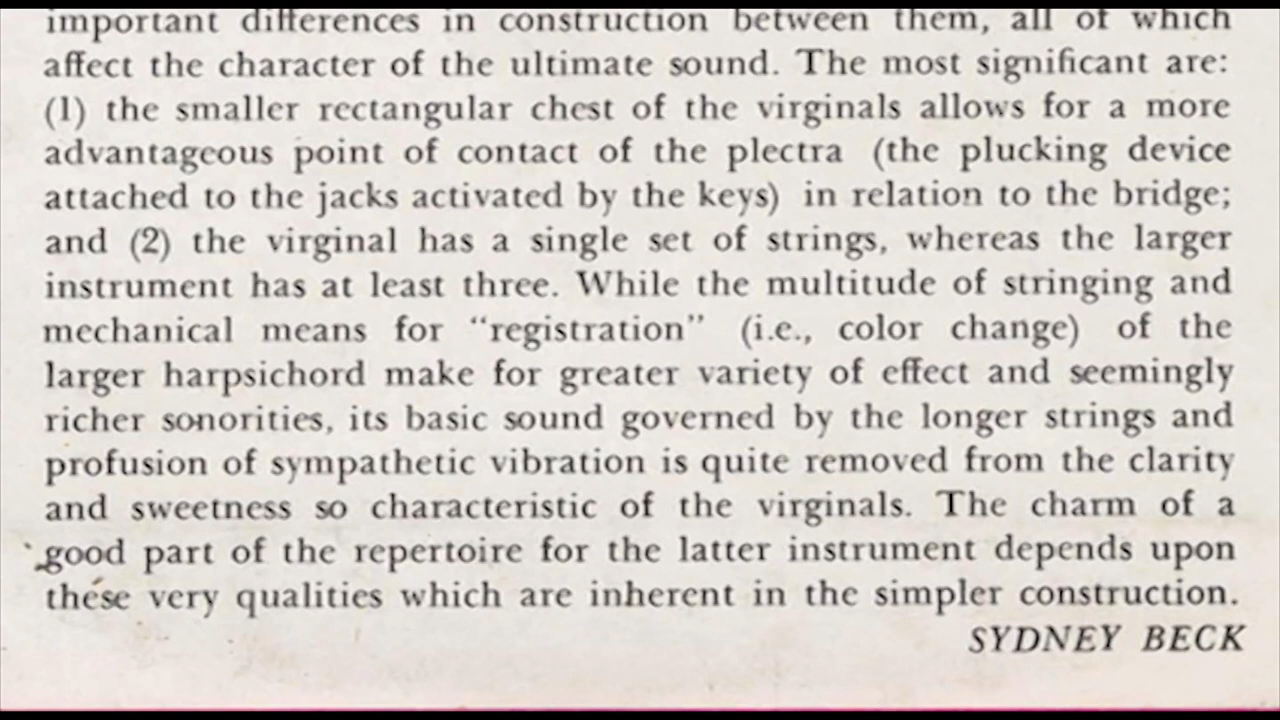 important differences in construction between them, all of which
affect the character of the ultimate sound. The most significant are:
(1) the smaller rectangular chest of the virginals allows for a more
advantageous point of contact of the plectra (the plucking device
attached to the jacks activated by the keys) in relation to the bridge;
and (2) the virginal has a single set of strings, whereas the larger
instrument has at least three. While the multitude of stringing and
mechanical means for “registration” (i.e., color change) of the
larger harpsichord make for greater variety of effect and seemingly
richer sonorities, its basic sound governed by the longer strings and
profusion of sympathetic vibration is quite removed from the clarity
and sweetness so characteristic of the virginals. The charm of a
good part of the repertoire for the latter instrument depends upon
these very qualities which are inherent in the simpler construction.
SYDNEY BECK